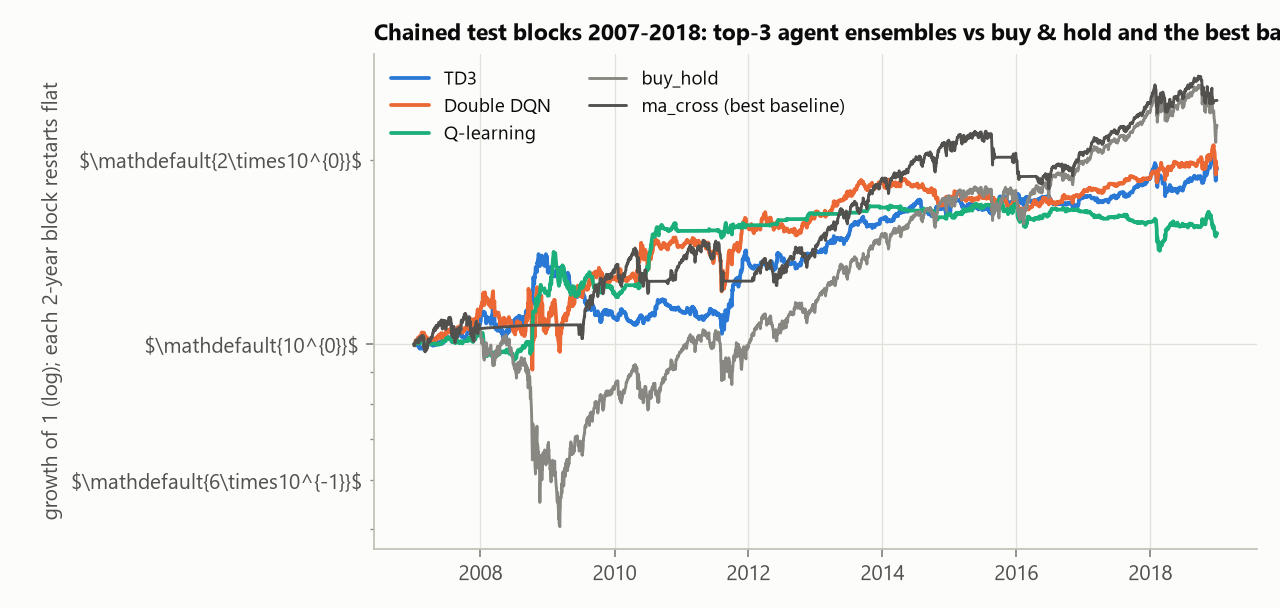 Chained test blocks 2007-2018: top-3 agent ensembles vs buy & hold and the best ba
TD3
Double DQN
Q-learning
buy_hold
ma_cross (best baseline)
growth of 1 (log); each 2-year block restarts flat
$\mathdefault{2\times10^{0}}$
$\mathdefault{10^{0}}$
$\mathdefault{6\times10^{-1}}$
2008 2010 2012 2014 2016 2018